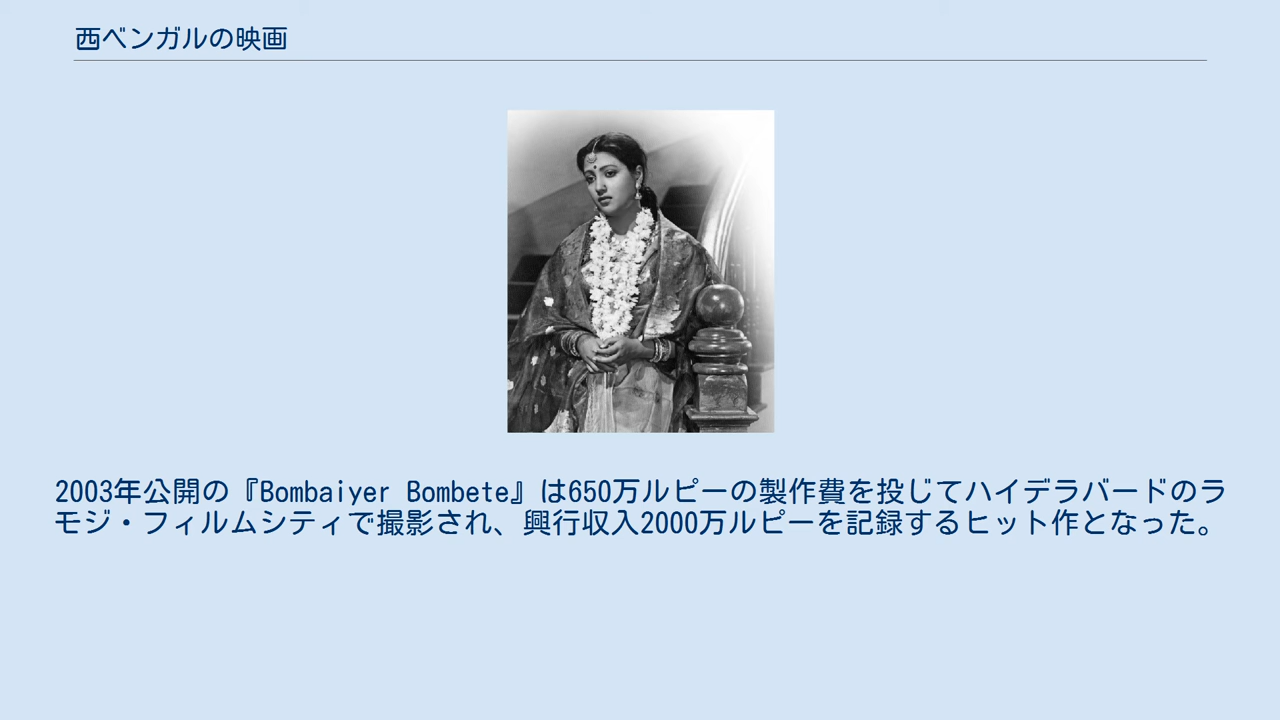 西ベンガルの映画
2003年公開の『Bombaiyer Bombete』は650万ルピーの製作費を投じてハイデラバードのラ
モジ・フィルムシティで撮影され、興行収入2000万ルピーを記録するヒット作となった。